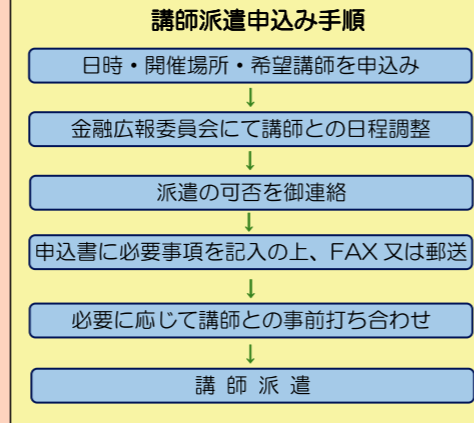 講師派遣申込み手順
日時・開催場所・希望講師を申込み
↓
金融広報委員会にて講師との日程調整
↓
派遣の可否を御連絡
↓
申込書に必要事項を記入の上、FAX 又は郵送
↓
必要に応じて講師との事前打ち合わせ
↓
講 師 派 遣